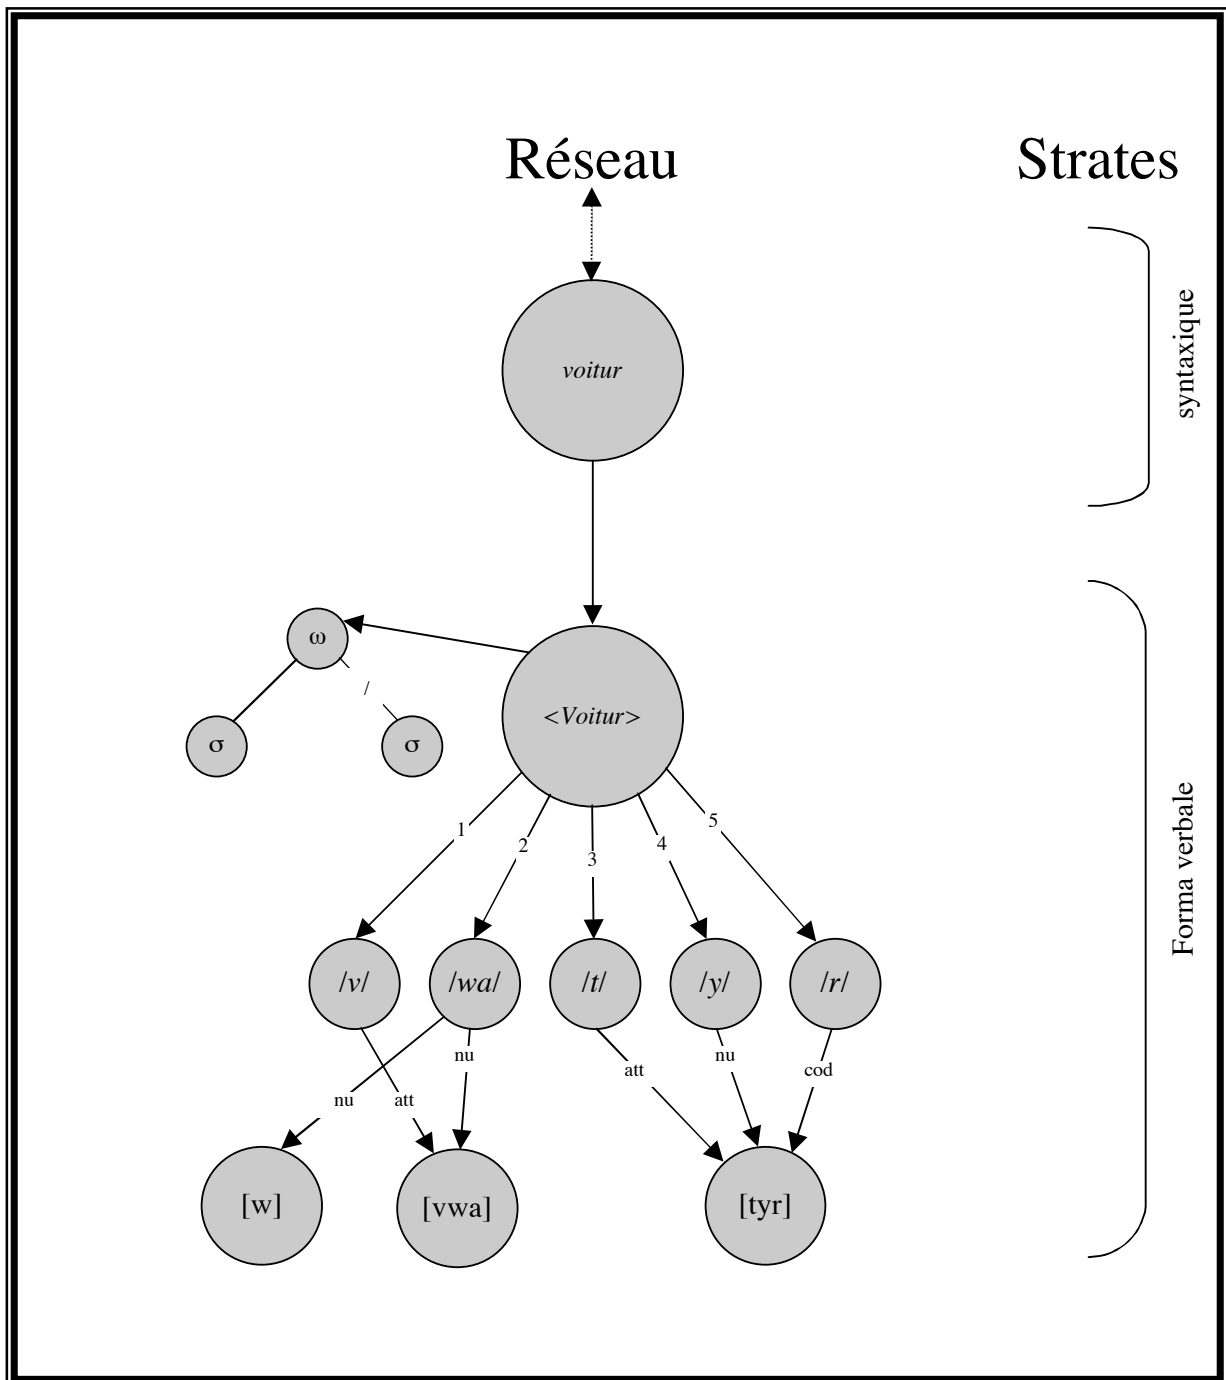 Réseau
Strates
syntaxique
voitur
ω
/
σ
σ
<Voitur>
1
2
3
4
5
Forma verbale
/v/
/wa/
/t/
/y/
/r/
nu
att
nu
att
nu
cod
[w]
[vwa]
[tyr]